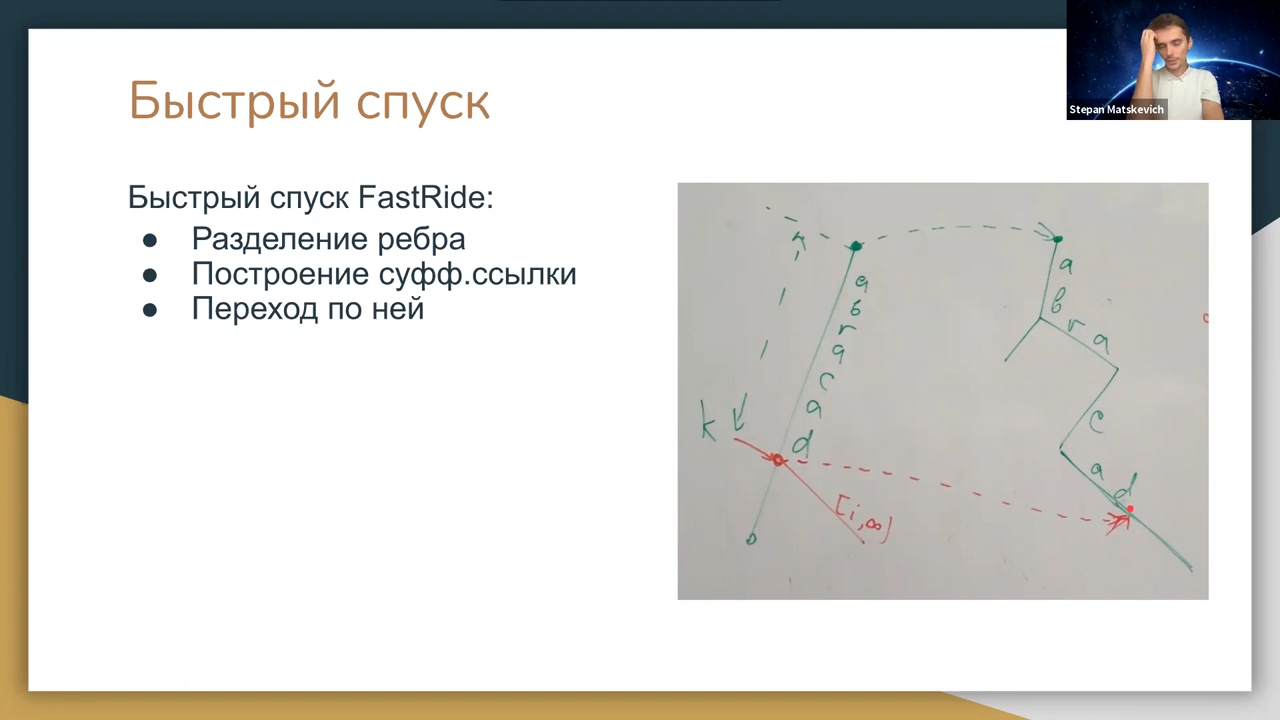 Быстрый спуск
Stepan Matskevich
Быстрый спуск FastRide:
● Разделение ребра
● Построение суфф.ссылки
● Переход по ней
a
b
r
a
c
a
d
k
[i,∞]
a
b
r a
c
a
d